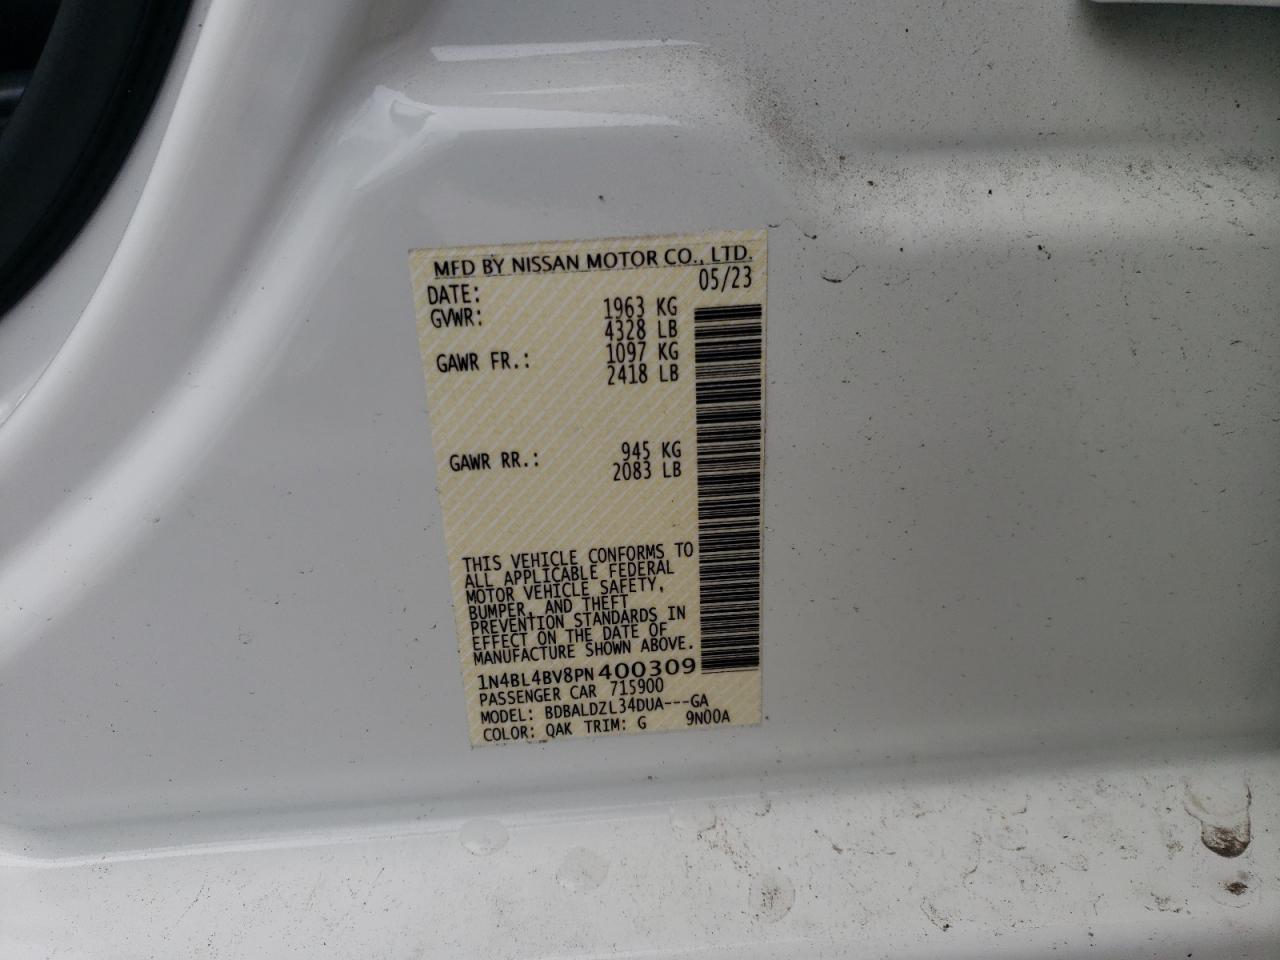 MFD BY NISSAN MOTOR CO., LTD.
DATE: 05/23
GVWR: 1963 KG
4328 LB
GAWR FR.: 1097 KG
2418 LB
GAWR RR.: 945 KG
2083 LB
THIS VEHICLE CONFORMS TO
ALL APPLICABLE FEDERAL
MOTOR VEHICLE SAFETY,
BUMPER, AND THEFT
PREVENTION STANDARDS IN
EFFECT ON THE DATE OF
MANUFACTURE SHOWN ABOVE.
1N4BL4BV8PN400309
PASSENGER CAR 715900
MODEL: BDBALDZL34DUA---GA
COLOR: QAK TRIM: G 9N00A